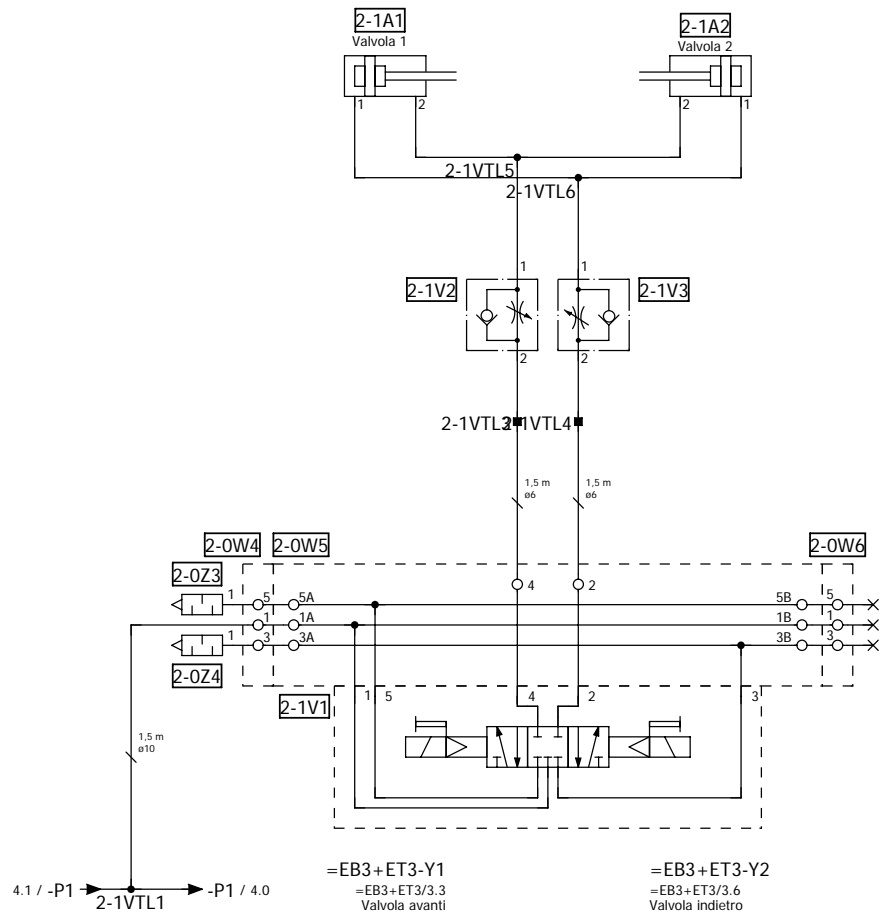 2-1A1 2-1A2
Valvola 1 Valvola 2
1 2 2 1
2-1VTL5
2-1VTL6
1 1
2-1V2 2-1V3
2 2
2-1VTL3 2-1VTL4
1,5 m 1,5 m
ø6 ø6
2-0W4 2-0W5 2-0W6
2-0Z3 4 2
1 5 5A 5B 5
1 1A 1B 1
1 3 3A 3B 3
2-0Z4
2-1V1 1 5 4 2 3
1,5 m
ø10
=EB3+ET3-Y1 =EB3+ET3-Y2
4.1 / -P1 -P1 / 4.0 =EB3+ET3/3.3 =EB3+ET3/3.6
2-1VTL1 Valvola avanti Valvola indietro